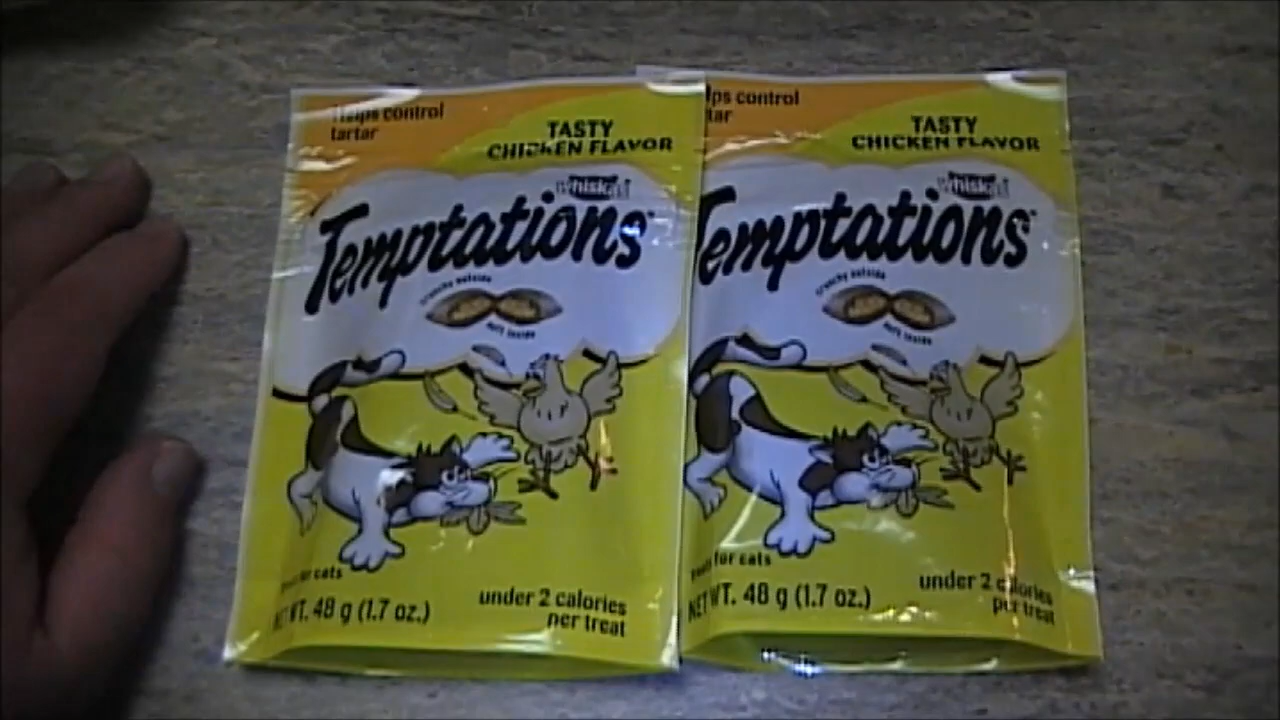 Helps control
tartar
TASTY
CHICKEN FLAVOR
Whiskas
Temptations
crunchy outside
soft inside
treats for cats
NET WT. 48 g (1.7 oz.)
under 2 calories
per treat
lps control
tar
TASTY
CHICKEN FLAVOR
Whiskas
Temptations
crunchy outside
soft inside
treats for cats
NET WT. 48 g (1.7 oz.)
under 2 calories
per treat